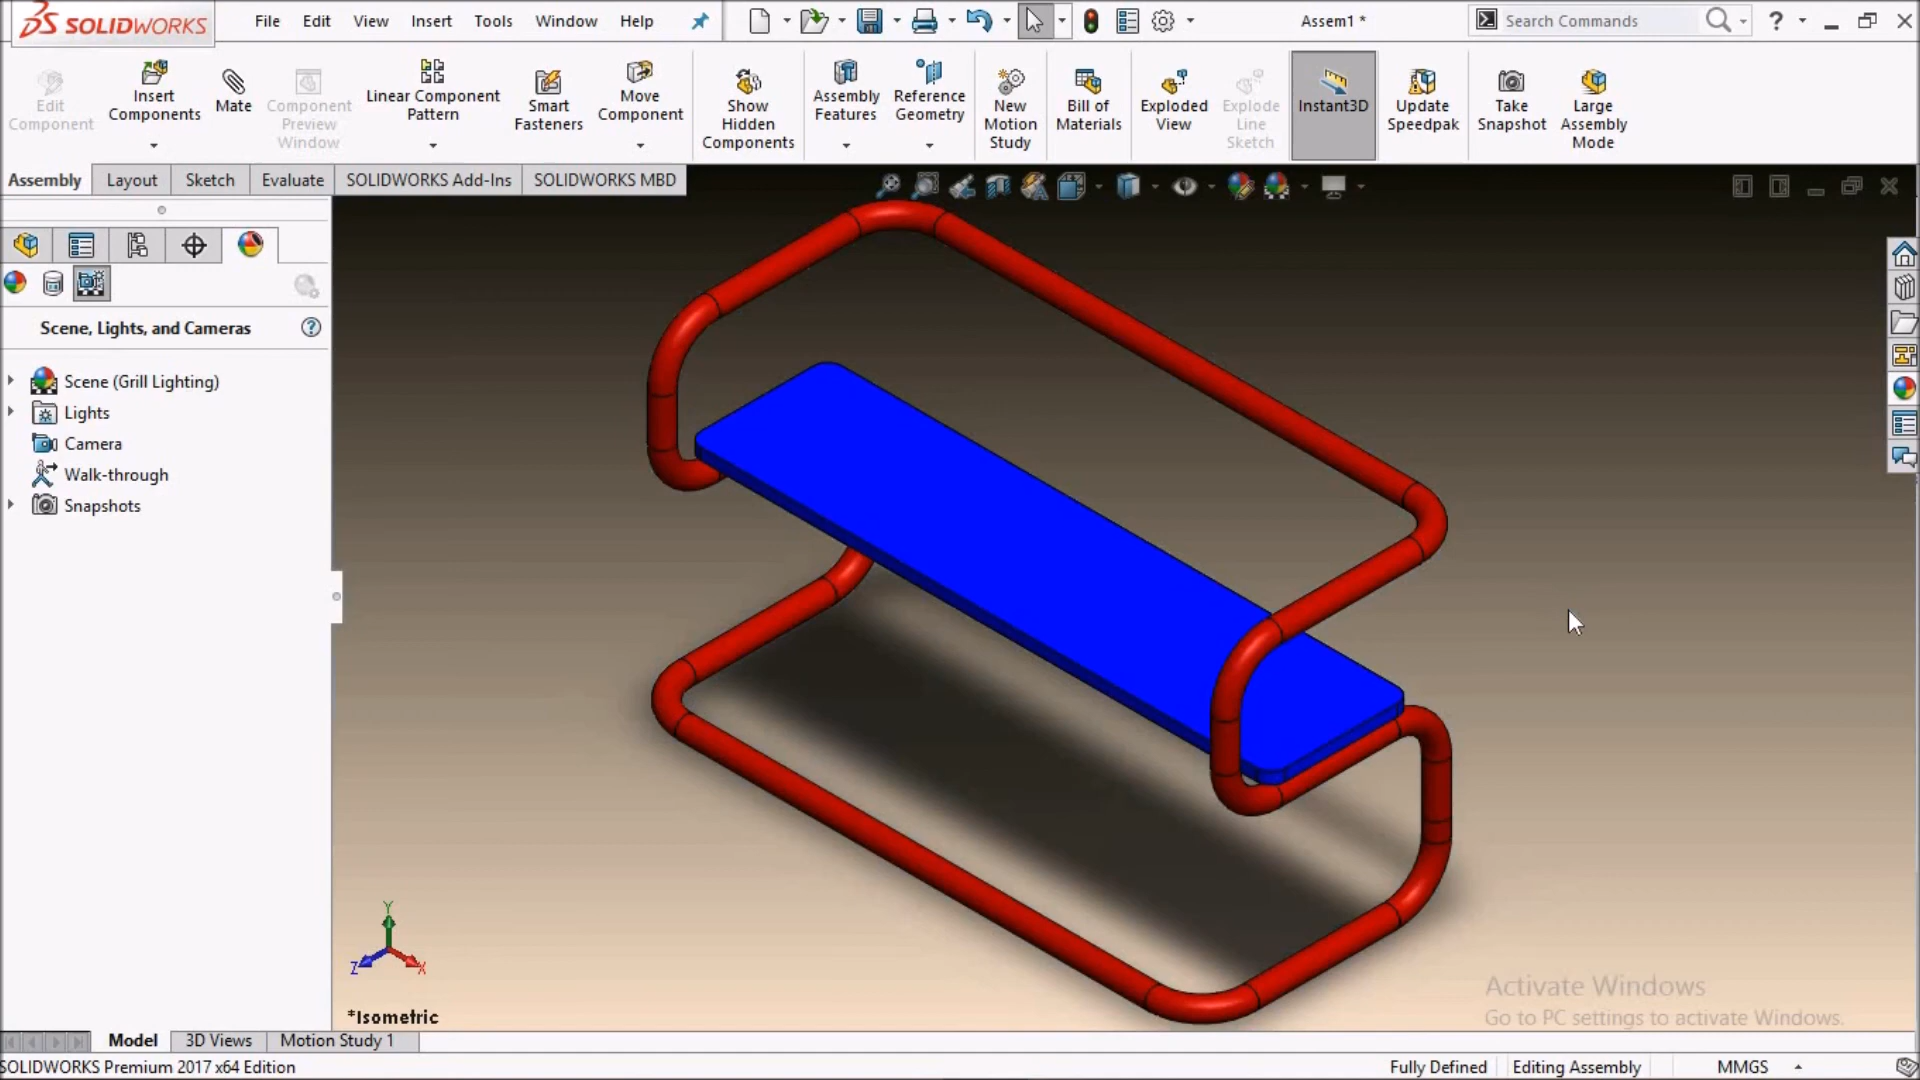 SOLIDWORKS File Edit View Insert Tools Window Help Assem1 * Search Commands ?
Edit Component
Insert Components
Mate
Component Preview Window
Linear Component Pattern
Smart Fasteners
Move Component
Show Hidden Components
Assembly Features
Reference Geometry
New Motion Study
Bill of Materials
Exploded View
Explode Line Sketch
Instant3D
Update Speedpak
Take Snapshot
Large Assembly Mode
Assembly Layout Sketch Evaluate SOLIDWORKS Add-Ins SOLIDWORKS MBD
Scene, Lights, and Cameras ?
Scene (Grill Lighting)
Lights
Camera
Walk-through
Snapshots
Y
Z X
*Isometric
Activate Windows
Go to PC settings to activate Windows.
Model 3D Views Motion Study 1
SOLIDWORKS Premium 2017 x64 Edition Fully Defined Editing Assembly MMGS